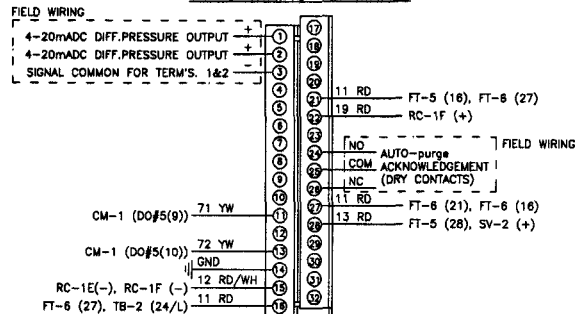 FIELD WIRING
4-20mADC DIFF.PRESSURE OUTPUT + 1
4-20mADC DIFF.PRESSURE OUTPUT + 2
SIGNAL COMMON FOR TERM'S. 1&2 - 3
4
5
6
7
8
9
10
CM-1 (DO#5(9)) 71 YW 11
12
CM-1 (DO#5(10)) 72 YW 13
GND 14
RC-1E(-), RC-1F (-) 12 RD/WH 15
FT-6 (27), TB-2 (24/L) 11 RD 16
17
18
19
20
21 11 RD FT-5 (16), FT-6 (27)
22 19 RD RC-1F (+)
23
FIELD WIRING
24 NO AUTO-purge
25 COM ACKNOWLEDGEMENT
26 NC (DRY CONTACTS)
27 11 RD FT-6 (21), FT-6 (16)
28 13 RD FT-5 (28), SV-2 (+)
29
30
31
32